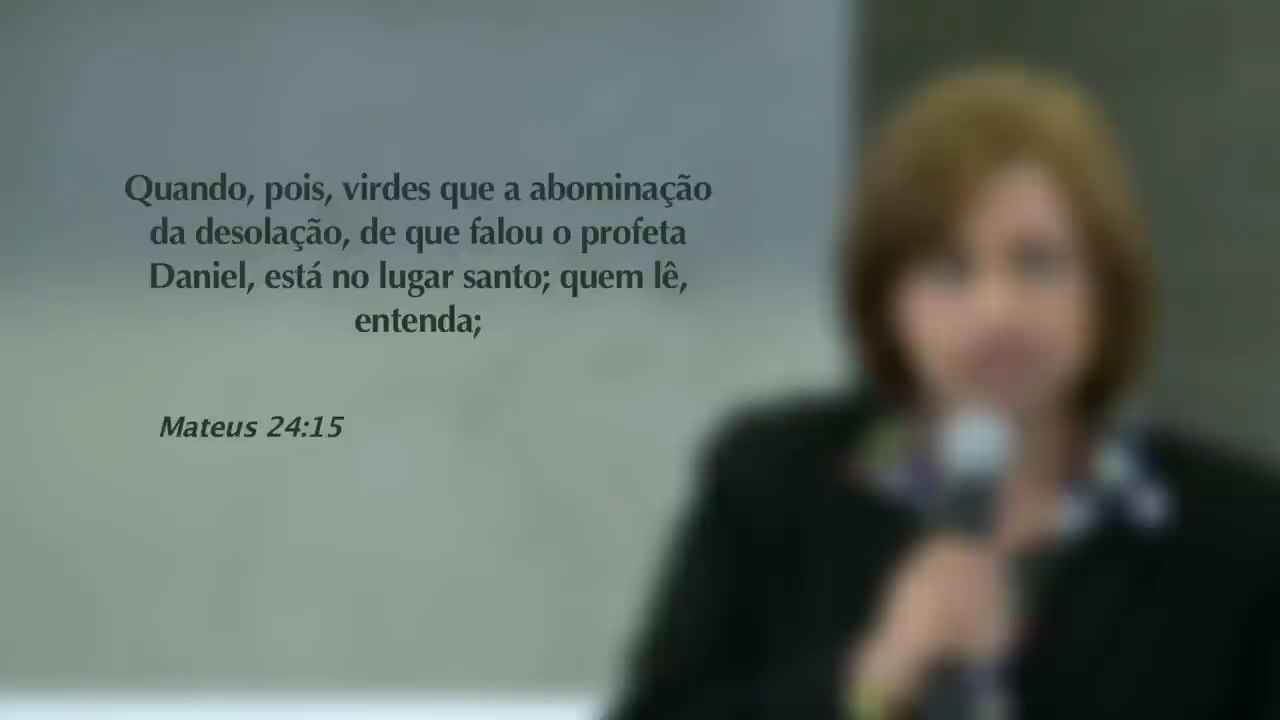 Quando, pois, virdes que a abominação
da desolação, de que falou o profeta
Daniel, está no lugar santo; quem lê,
entenda;
Mateus 24:15